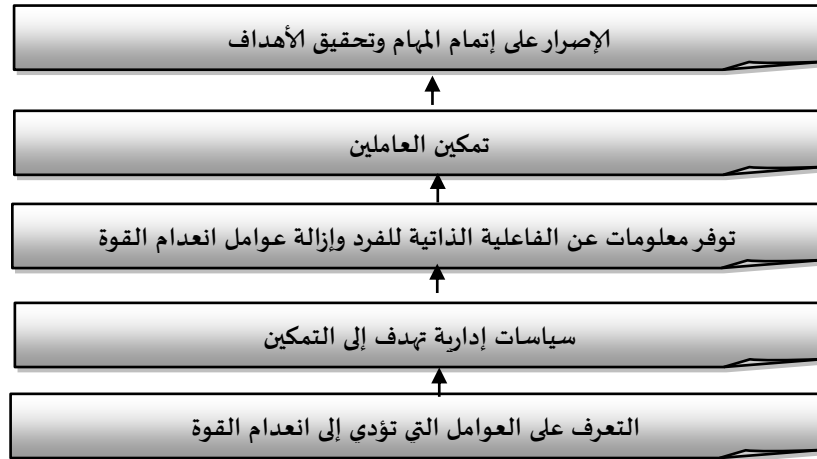 الإصرار على إتمام المهام وتحقيق الأهداف
تمكين العاملين
توفر معلومات عن الفاعلية الذاتية للفرد وإزالة عوامل انعدام القوة
سياسات إدارية تهدف إلى التمكين
التعرف على العوامل التي تؤدي إلى انعدام القوة